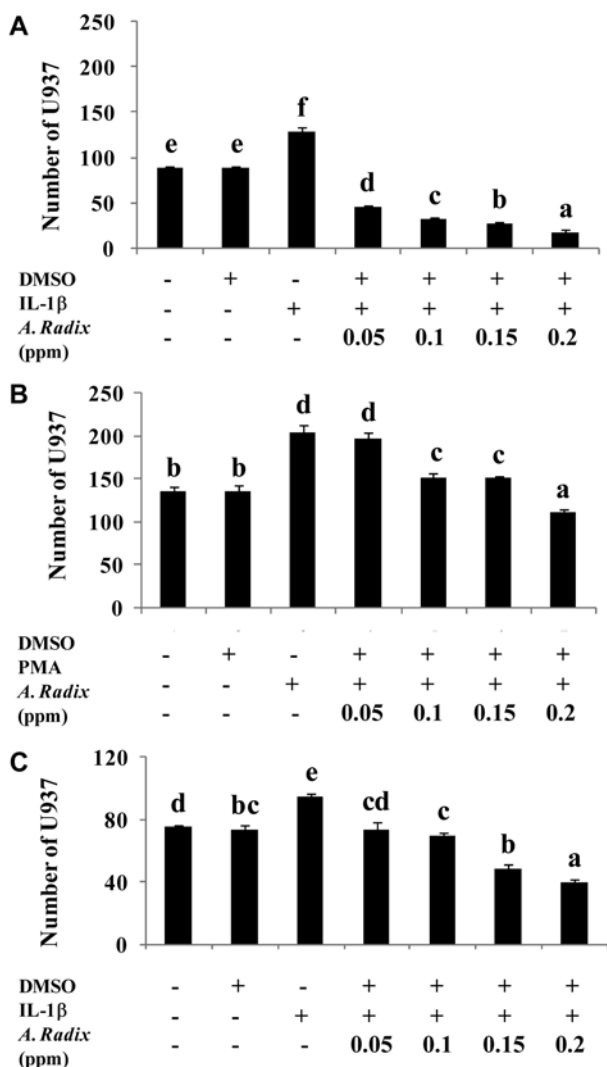 A
Number of U937
250
200
150
100
50
0
e e f d c b a
DMSO - + - + + + +
IL-1β - - + + + + +
A. Radix
(ppm) - - - 0.05 0.1 0.15 0.2
B
Number of U937
250
200
150
100
50
0
b b d d c c a
DMSO - + - + + + +
PMA
A. Radix - - + + + + +
(ppm) - - - 0.05 0.1 0.15 0.2
C
Number of U937
120
80
40
0
d bc e cd c b a
DMSO - + - + + + +
IL-1β - - + + + + +
A. Radix
(ppm) - - - 0.05 0.1 0.15 0.2